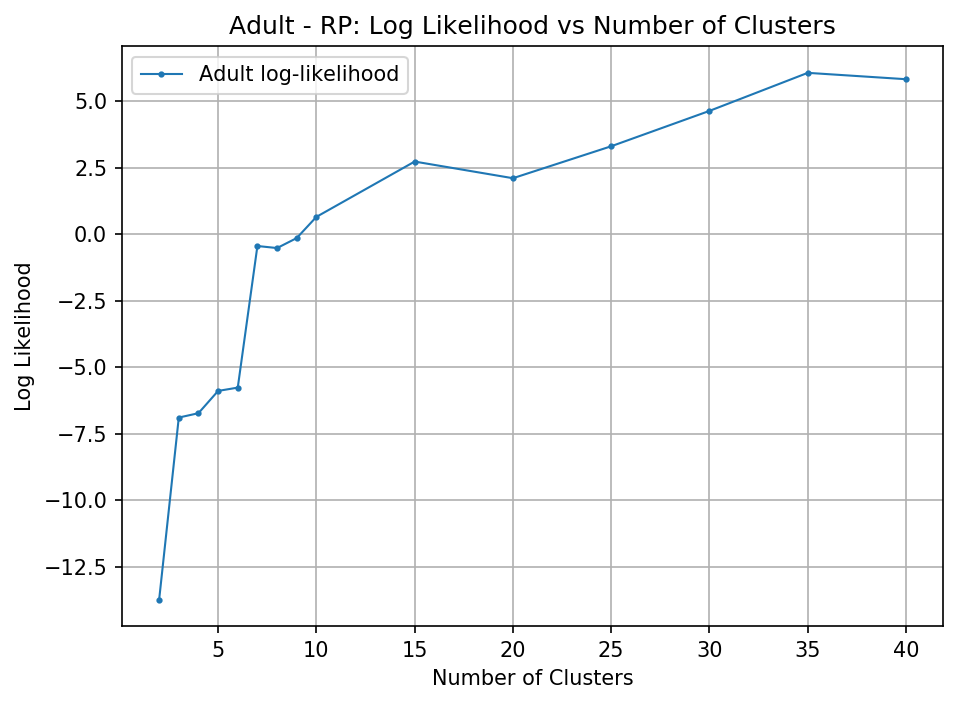 Adult - RP: Log Likelihood vs Number of Clusters
Adult log-likelihood
5.0
2.5
0.0
−2.5
−5.0
−7.5
−10.0
−12.5
Log Likelihood
5 10 15 20 25 30 35 40
Number of Clusters